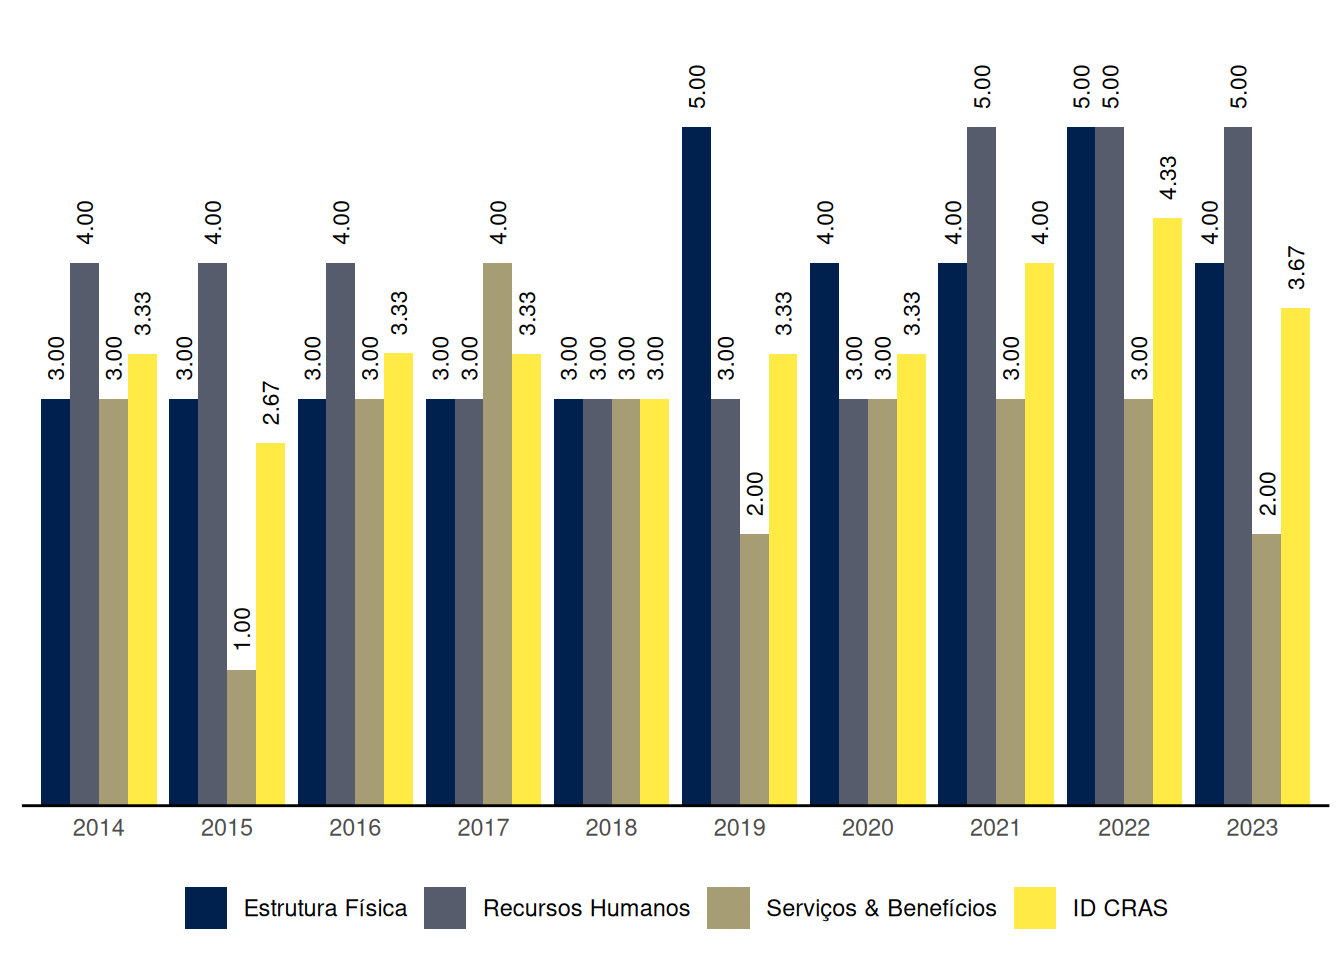 3.00 4.00 3.00 3.33
3.00 4.00 1.00 2.67
3.00 4.00 3.00 3.33
3.00 3.00 4.00 3.33
3.00 3.00 3.00 3.00
5.00 3.00 2.00 3.33
4.00 3.00 3.00 3.33
4.00 5.00 3.00 4.00
5.00 5.00 3.00 4.33
4.00 5.00 2.00 3.67
2014 2015 2016 2017 2018 2019 2020 2021 2022 2023
Estrutura Física Recursos Humanos Serviços & Benefícios ID CRAS